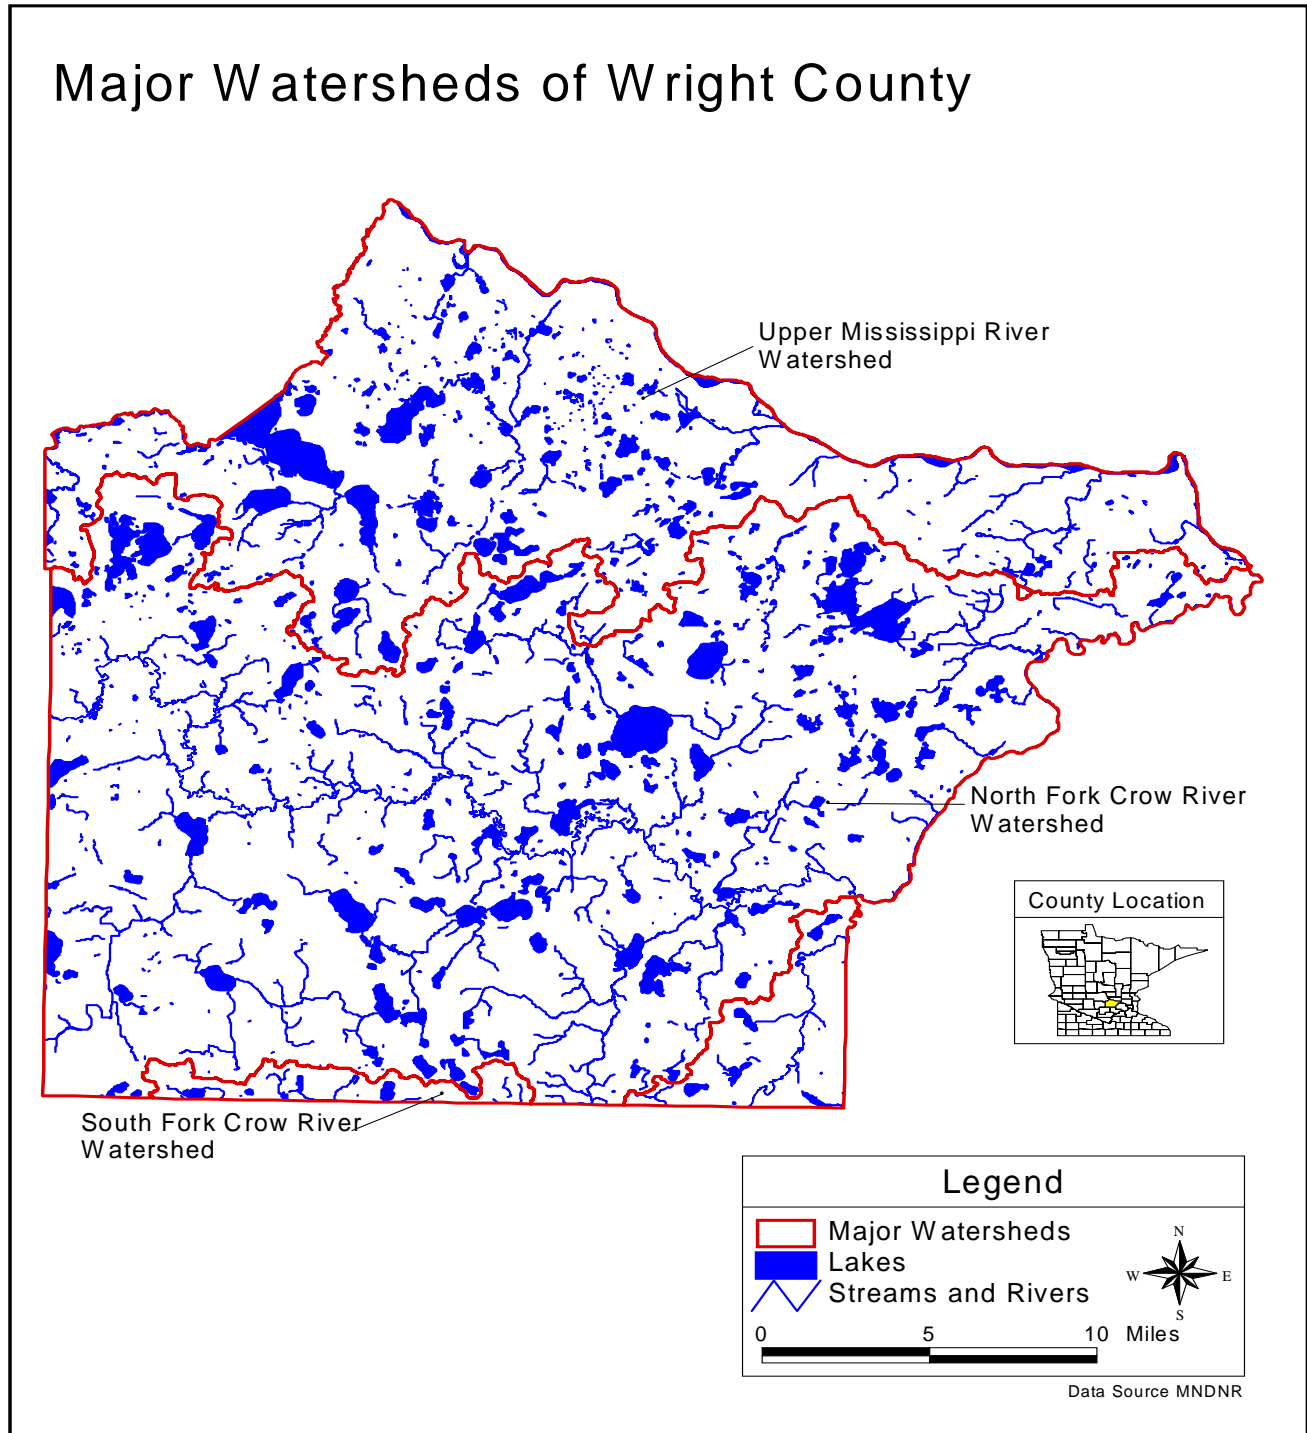 Major Watersheds of Wright County
Upper Mississippi River
Watershed
North Fork Crow River
Watershed
County Location
South Fork Crow River
Watershed
Legend
Major Watersheds
Lakes
Streams and Rivers
N
W E
S
0 5 10 Miles
Data Source MNDNR